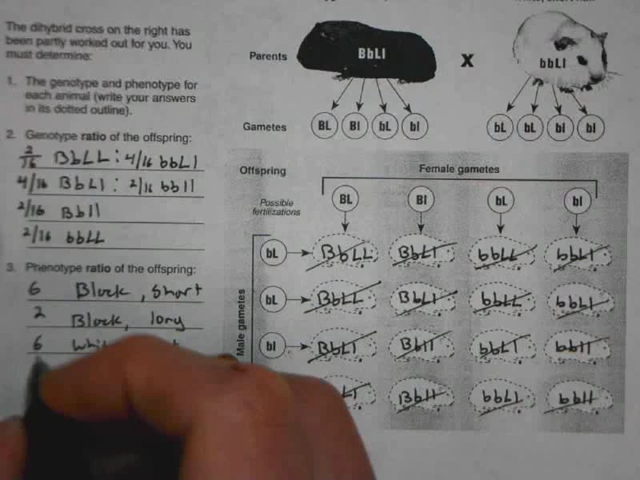 The dihybrid cross on the right has
been partly worked out for you. You
must determine:
1. The genotype and phenotype for
each animal (write your answers
in its dotted outline).
2. Genotype ratio of the offspring:
2/16 BbLL : 4/16 bbLl
4/16 BbLl : 2/16 bbll
2/16 Bbll
2/16 bbLL
3. Phenotype ratio of the offspring:
6 Black, short
2 Black, long
6
Parents
BbLl
X
bbLl
Gametes
BL
Bl
bL
bl
bL
bL
bl
bl
Offspring
Female gametes
Possible
fertilizations
BL
Bl
bL
bl
Male gametes
bL
BbLL
BbLl
bbLL
bbLl
bL
BbLL
BbLl
bbLL
bbLl
bl
BbLl
Bbll
bbLl
bbll
Ll
Bbll
bbLl
bbll